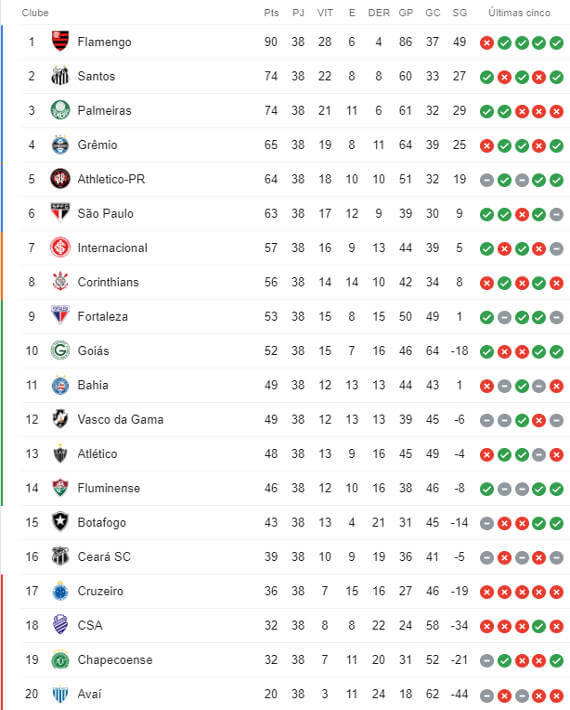 Clube Pts PJ VIT E DER GP GC SG Últimas cinco
1 Flamengo 90 38 28 6 4 86 37 49
2 Santos 74 38 22 8 8 60 33 27
3 Palmeiras 74 38 21 11 6 61 32 29
4 Grêmio 65 38 19 8 11 64 39 25
5 Athletico-PR 64 38 18 10 10 51 32 19
6 São Paulo 63 38 17 12 9 39 30 9
7 Internacional 57 38 16 9 13 44 39 5
8 Corinthians 56 38 14 14 10 42 34 8
9 Fortaleza 53 38 15 8 15 50 49 1
10 Goiás 52 38 15 7 16 46 64 -18
11 Bahia 49 38 12 13 13 44 43 1
12 Vasco da Gama 49 38 12 13 13 39 45 -6
13 Atlético 48 38 13 9 16 45 49 -4
14 Fluminense 46 38 12 10 16 38 46 -8
15 Botafogo 43 38 13 4 21 31 45 -14
16 Ceará SC 39 38 10 9 19 36 41 -5
17 Cruzeiro 36 38 7 15 16 27 46 -19
18 CSA 32 38 8 8 22 24 58 -34
19 Chapecoense 32 38 7 11 20 31 52 -21
20 Avaí 20 38 3 11 24 18 62 -44